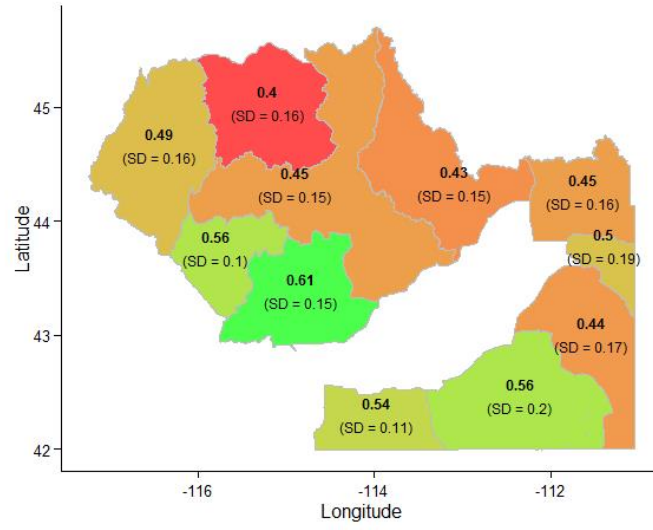 45
44
43
42
Latitude
0.4
(SD = 0.16)
0.49
(SD = 0.16)
0.45
(SD = 0.15)
0.43
(SD = 0.15)
0.45
(SD = 0.16)
0.56
(SD = 0.1)
0.5
(SD = 0.19)
0.61
(SD = 0.15)
0.44
(SD = 0.17)
0.56
(SD = 0.2)
0.54
(SD = 0.11)
-116
-114
-112
Longitude